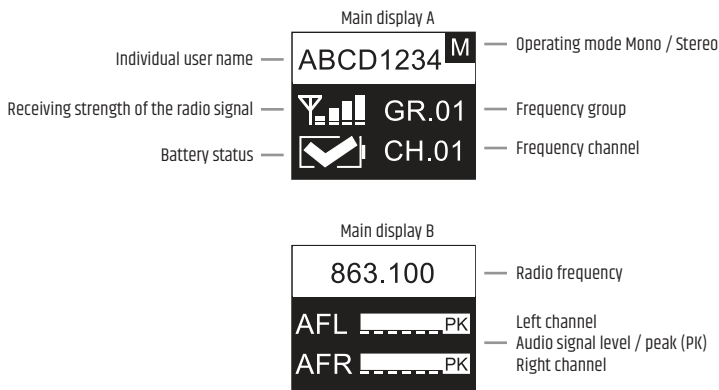 Main display A
Individual user name
ABCD1234
M
Operating mode Mono / Stereo
Receiving strength of the radio signal
GR.01
Frequency group
Battery status
CH.01
Frequency channel
Main display B
863.100
Radio frequency
AFL PK
Left channel
Audio signal level / peak (PK)
AFR PK
Right channel